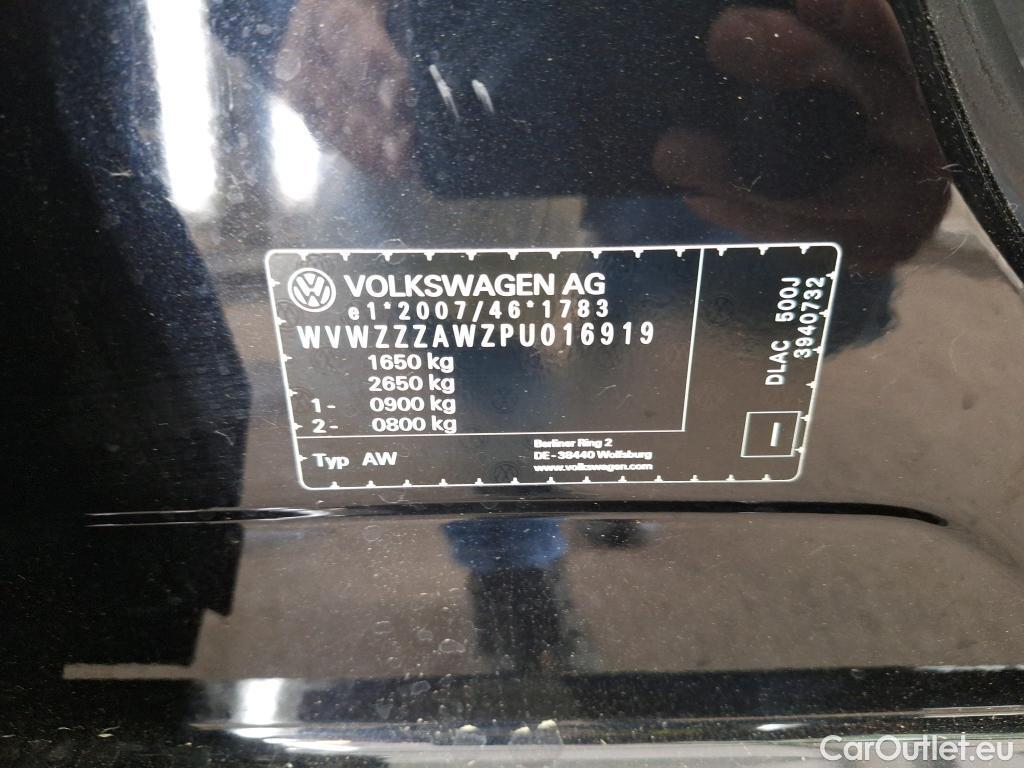 VOLKSWAGEN AG
e1*2007/46*1783
WVWZZZAWZPU016919
1650 kg
2650 kg
1- 0900 kg
2- 0800 kg
Typ AW
Berliner Ring 2
DE-38440 Wolfsburg
www.volkswagen.com
DLAC 500J
3940732
I
CarOutlet.eu